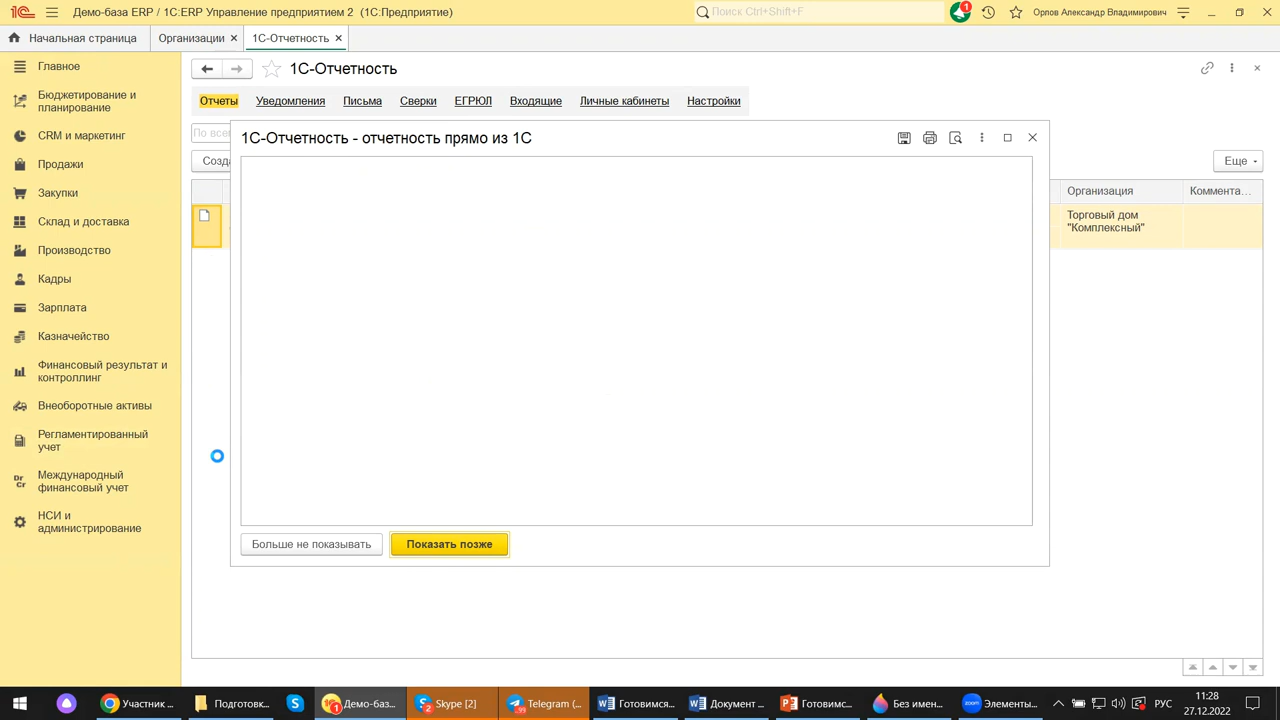 Демо-база ERP / 1С:ERP Управление предприятием 2 (1С:Предприятие)
Поиск Ctrl+Shift+F
1
Орлов Александр Владимирович
Начальная страница
Организации ×
1С-Отчетность ×
Главное
Бюджетирование и
планирование
CRM и маркетинг
Продажи
Закупки
Склад и доставка
Производство
Кадры
Зарплата
Казначейство
Финансовый результат и
контроллинг
Внеоборотные активы
Регламентированный
учет
Международный
финансовый учет
НСИ и
администрирование
1С-Отчетность
Отчеты Уведомления Письма Сверки ЕГРЮЛ Входящие Личные кабинеты Настройки
По все
Созд
Еще
Организация
Коммента...
Торговый дом
"Комплексный"
1С-Отчетность - отчетность прямо из 1С
Больше не показывать
Показать позже
Участник ...
Подготовк...
Демо-баз...
Skype [2]
Telegram (...
Готовимся...
Документ ...
Готовимс...
Без имен...
Элементы...
РУС
11:28
27.12.2022